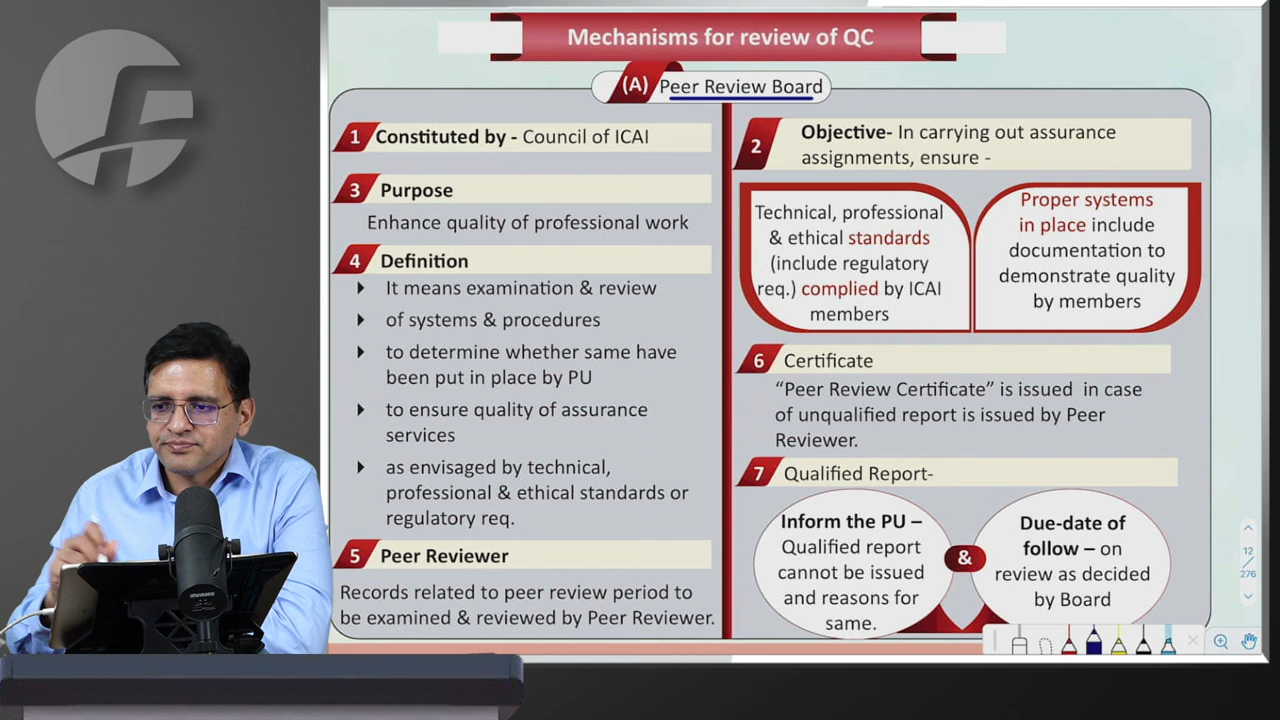 Mechanisms for review of QC
(A) Peer Review Board
1 Constituted by - Council of ICAI
3 Purpose
Enhance quality of professional work
4 Definition
It means examination & review
of systems & procedures
to determine whether same have
been put in place by PU
to ensure quality of assurance
services
as envisaged by technical,
professional & ethical standards or
regulatory req.
5 Peer Reviewer
Records related to peer review period to
be examined & reviewed by Peer Reviewer.
2 Objective- In carrying out assurance
assignments, ensure -
Technical, professional
& ethical standards
(include regulatory
req.) complied by ICAI
members
Proper systems
in place include
documentation to
demonstrate quality
by members
6 Certificate
“Peer Review Certificate” is issued in case
of unqualified report is issued by Peer
Reviewer.
7 Qualified Report-
Inform the PU –
Qualified report
cannot be issued
and reasons for
same.
&
Due-date of
follow – on
review as decided
by Board
12
276